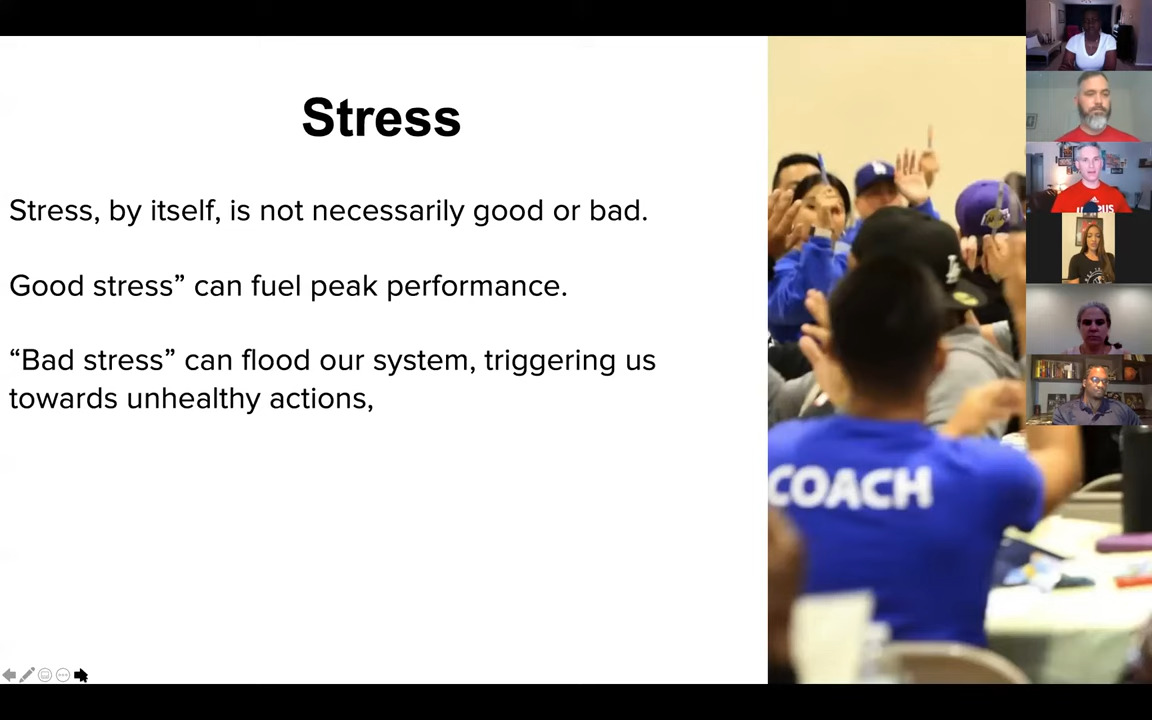 Stress
Stress, by itself, is not necessarily good or bad.
Good stress” can fuel peak performance.
“Bad stress” can flood our system, triggering us
towards unhealthy actions,
COACH